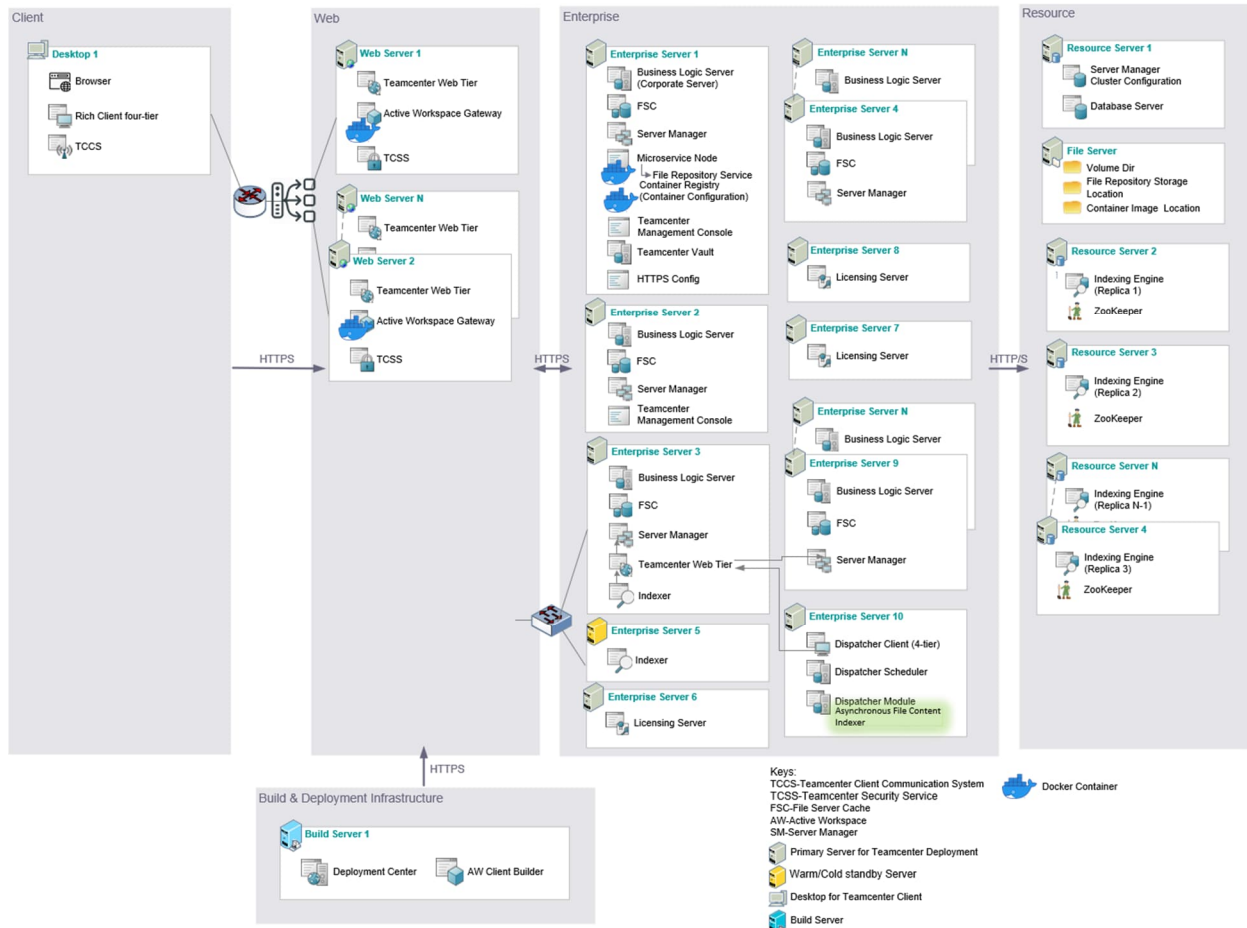 Client
Desktop 1
Browser
Rich Client four-tier
TCCS
Web
Web Server 1
Teamcenter Web Tier
Active Workspace Gateway
TCSS
Web Server N
Teamcenter Web Tier
Web Server 2
Teamcenter Web Tier
Active Workspace Gateway
TCSS
HTTPS
HTTPS
Enterprise
Enterprise Server 1
Business Logic Server
(Corporate Server)
FSC
Server Manager
Microservice Node
File Repository Service
Container Registry
(Container Configuration)
Teamcenter
Management Console
Teamcenter Vault
HTTPS Config
Enterprise Server 2
Business Logic Server
FSC
Server Manager
Teamcenter
Management Console
Enterprise Server 3
Business Logic Server
FSC
Server Manager
Teamcenter Web Tier
Indexer
Enterprise Server 5
Indexer
Enterprise Server 6
Licensing Server
Enterprise Server N
Business Logic Server
Enterprise Server 4
Business Logic Server
FSC
Server Manager
Enterprise Server 8
Licensing Server
Enterprise Server 7
Licensing Server
Enterprise Server N
Business Logic Server
Enterprise Server 9
Business Logic Server
FSC
Server Manager
Enterprise Server 10
Dispatcher Client (4-tier)
Dispatcher Scheduler
Dispatcher Module
Asynchronous File Content
Indexer
HTTP/S
Resource
Resource Server 1
Server Manager
Cluster Configuration
Database Server
File Server
Volume Dir
File Repository Storage
Location
Container Image Location
Resource Server 2
Indexing Engine
(Replica 1)
ZooKeeper
Resource Server 3
Indexing Engine
(Replica 2)
ZooKeeper
Resource Server N
Indexing Engine
(Replica N-1)
Resource Server 4
Indexing Engine
(Replica 3)
ZooKeeper
HTTPS
Build & Deployment Infrastructure
Build Server 1
Deployment Center
AW Client Builder
Keys:
TCCS-Teamcenter Client Communication System
TCSS-Teamcenter Security Service
FSC-File Server Cache
AW-Active Workspace
SM-Server Manager
Primary Server for Teamcenter Deployment
Warm/Cold standby Server
Desktop for Teamcenter Client
Build Server
Docker Container